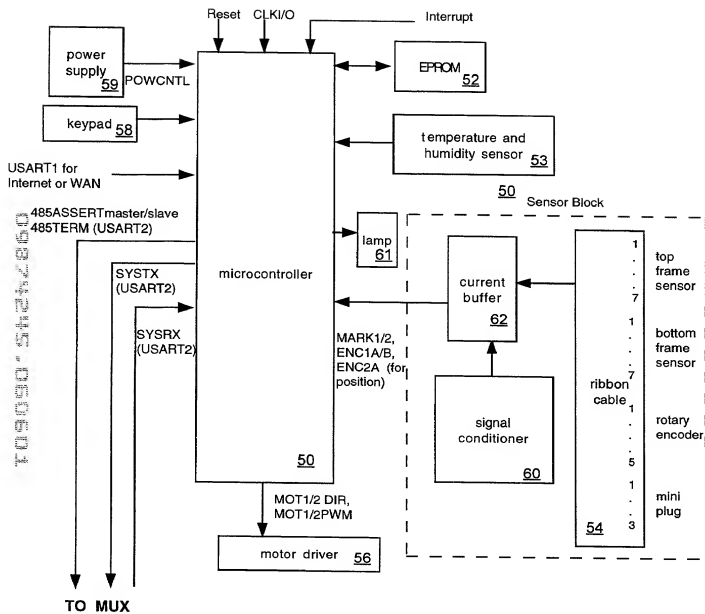 Reset CLKI/O
Interrupt
power
supply
59
POWCNTL
keypad
58
USART1 for
Internet or WAN
485ASSERTmaster/slave
485TERM (USART2)
SYSTX
(USART2)
SYSRX
(USART2)
microcontroller
50
EPROM
52
temperature and
humidity sensor
53
50
Sensor Block
lamp
61
current
buffer
62
MARK1/2,
ENC1A/B,
ENC2A (for
position)
signal
conditioner
60
ribbon
cable
54
1
.
.
.
7
top
frame
sensor
1
.
.
.
7
bottom
frame
sensor
1
.
.
.
5
rotary
encoder
1
.
.
3
mini
plug
MOT1/2 DIR,
MOT1/2PWM
motor driver
56
TO MUX